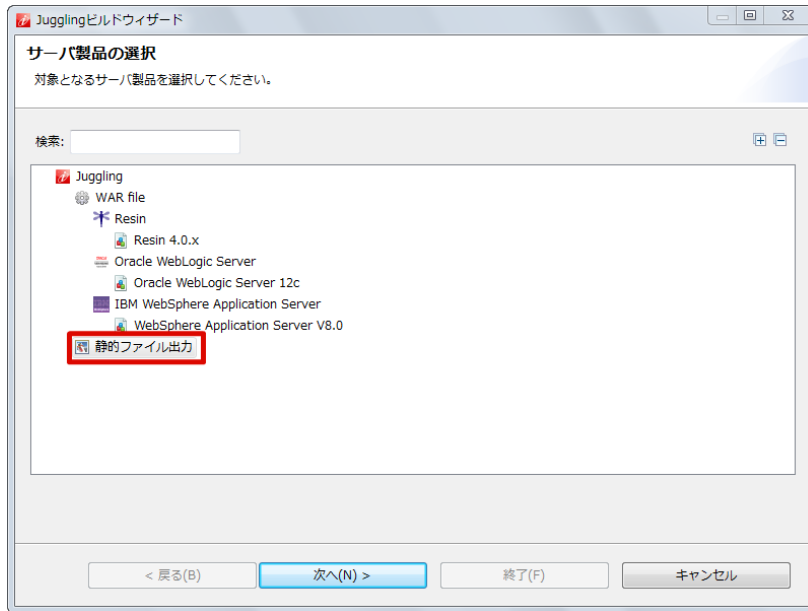 Jugglingビルドウィザード
サーバ製品の選択
対象となるサーバ製品を選択してください。
検索:
Juggling
WAR file
Resin
Resin 4.0.x
Oracle WebLogic Server
Oracle WebLogic Server 12c
IBM WebSphere Application Server
WebSphere Application Server V8.0
静的ファイル出力
< 戻る(B) 次へ(N) > 終了(F) キャンセル